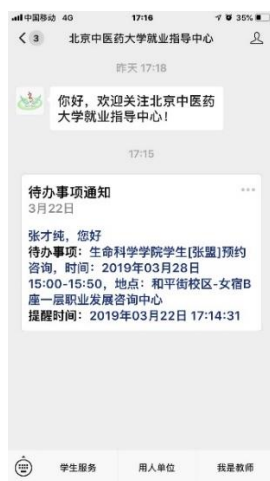 中国移动 4G 17:16 35%
3 北京中医药大学就业指导中心
昨天 17:18
你好，欢迎关注北京中医药
大学就业指导中心！
17:15
待办事项通知
3月22日
张才纯，您好
待办事项：生命科学学院学生[张盟]预约
咨询，时间：2019年03月28日
15:00-15:50，地点：和平街校区-女宿B
座一层职业发展咨询中心
提醒时间：2019年03月22日 17:14:31
学生服务 用人单位 我是教师